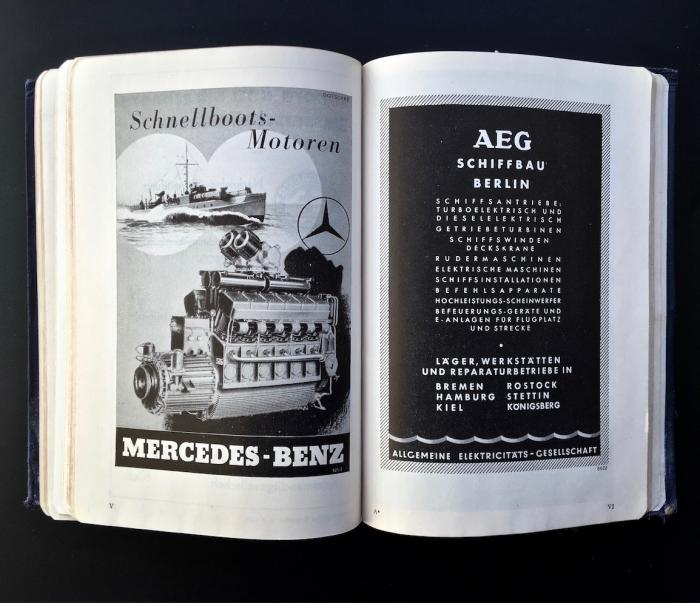 Schnellboots-
Motoren
MERCEDES-BENZ
V
AEG
SCHIFFBAU
BERLIN
SCHIFFSANTRIEBE:
TURBOELEKTRISCH UND
DIESELELEKTRISCH
GETRIEBETURBINEN
SCHIFFSWINDEN
DECKSKRANE
RUDERMASCHINEN
ELEKTRISCHE MASCHINEN
SCHIFFSINSTALLATIONEN
BEFEHLSAPPARATE
HOCHLEISTUNGS-SCHEINWERFER
BEFEUERUNGS-GERÄTE UND
E-ANLAGEN FÜR FLUGPLATZ
UND STRECKE
LÄGER, WERKSTÄTTEN
UND REPARATURBETRIEBE IN
BREMEN ROSTOCK
HAMBURG STETTIN
KIEL KÖNIGSBERG
ALLGEMEINE ELEKTRICITÄTS-GESELLSCHAFT
A*
VI